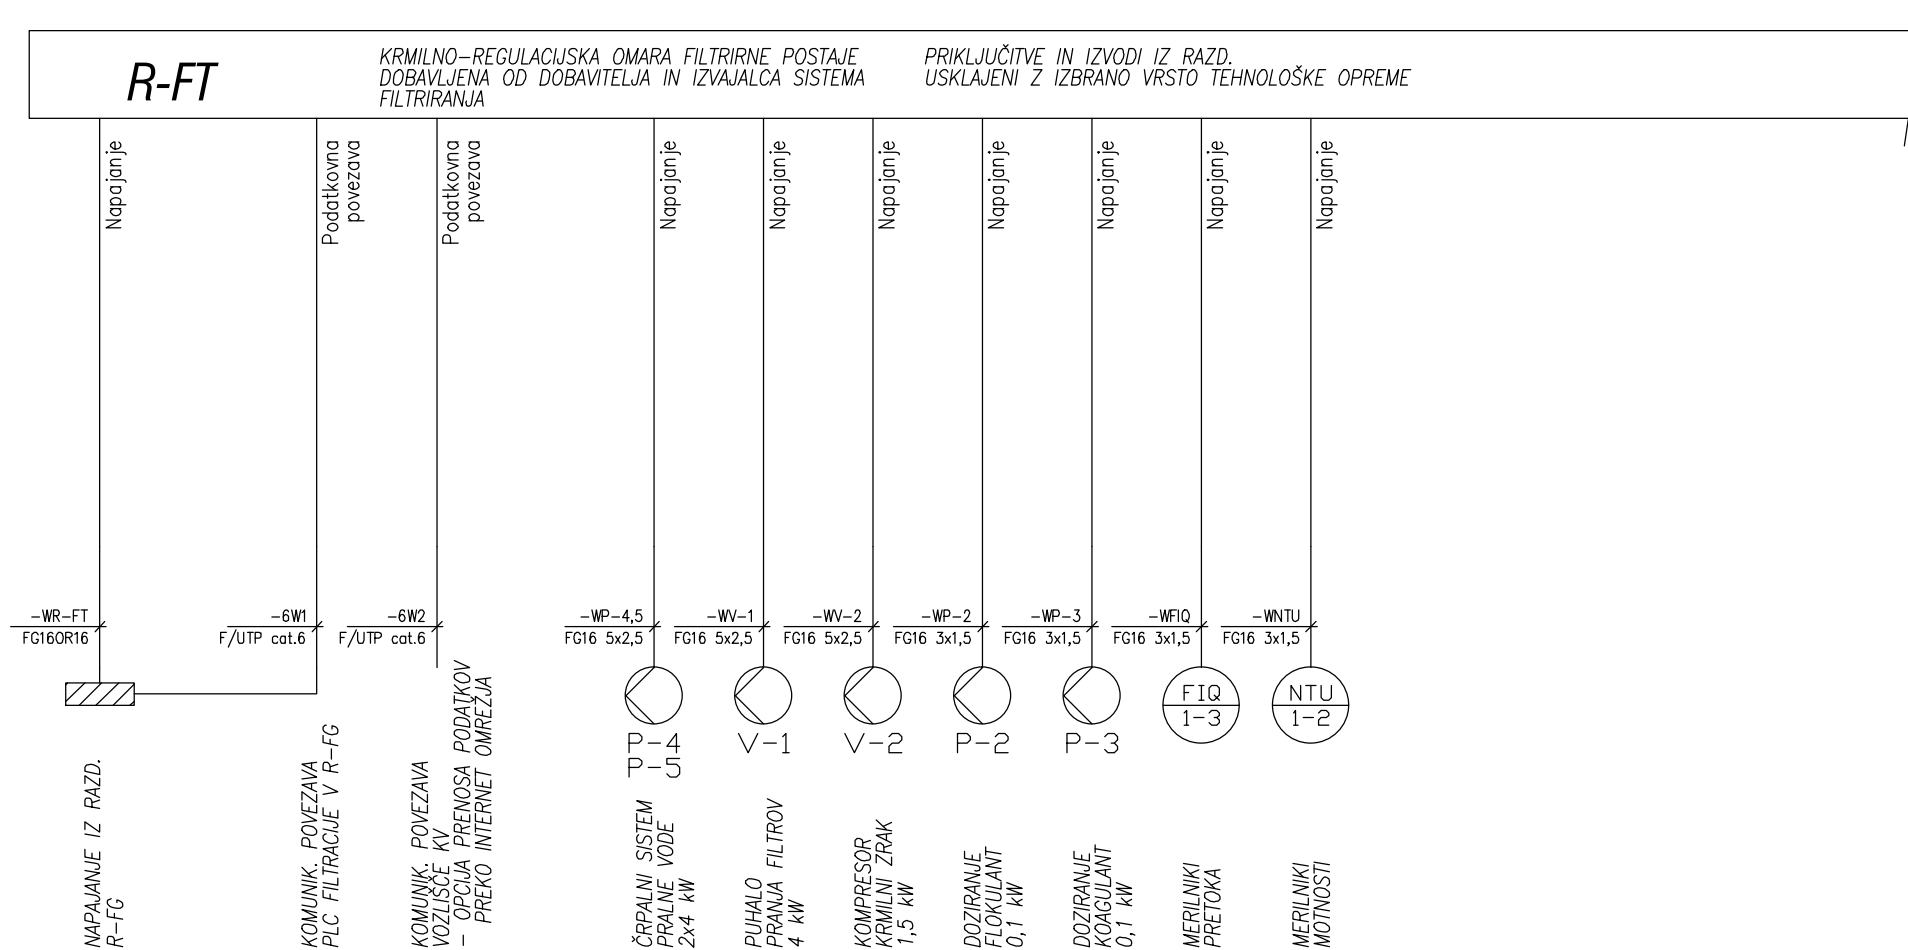 R-FT
KRMILNO-REGULACIJSKA OMARA FILTRIRNE POSTAJE
DOBAVLJENA OD DOBAVITELJA IN IZVAJALCA SISTEMA
FILTRIRANJA
PRIKLJUČITVE IN IZVODI IZ RAZD.
USKLAJENI Z IZBRANO VRSTO TEHNOLOŠKE OPREME
Napajanje
Podatkovna
povezava
Podatkovna
povezava
Napajanje
Napajanje
Napajanje
Napajanje
Napajanje
Napajanje
Napajanje
-WR-FT
FG16OR16
-6W1
F/UTP cat.6
-6W2
F/UTP cat.6
-WP-4,5
FG16 5x2,5
-WV-1
FG16 5x2,5
-WV-2
FG16 5x2,5
-WP-2
FG16 3x1,5
-WP-3
FG16 3x1,5
-WFIQ
FG16 3x1,5
-WNTU
FG16 3x1,5
P-4
P-5
V-1
V-2
P-2
P-3
FIQ
1-3
NTU
1-2
NAPAJANJE IZ RAZD.
R-FG
KOMUNIK. POVEZAVA
PLC FILTRACIJE V R-FG
KOMUNIK. POVEZAVA
VOZLIŠČE KV
- OPCIJA PRENOSA PODATKOV
PREKO INTERNET OMREŽJA
ČRPALNI SISTEM
PRALNE VODE
2x4 kW
PUHALO
PRANJA FILTROV
4 kW
KOMPRESOR
KRMILNI ZRAK
1,5 kW
DOZIRANJE
FLOKULANT
0,1 kW
DOZIRANJE
KOAGULANT
0,1 kW
MERILNIKI
PRETOKA
MERILNIKI
MOTNOSTI